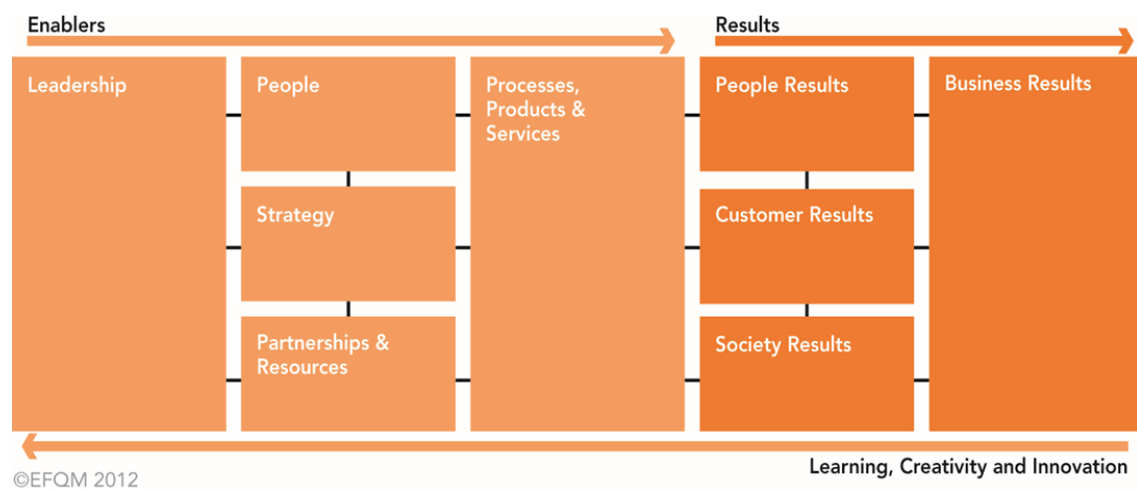 Enablers
Results
Leadership
People
Processes,
Products &
Services
People Results
Business Results
Strategy
Customer Results
Partnerships &
Resources
Society Results
Learning, Creativity and Innovation
©EFQM 2012